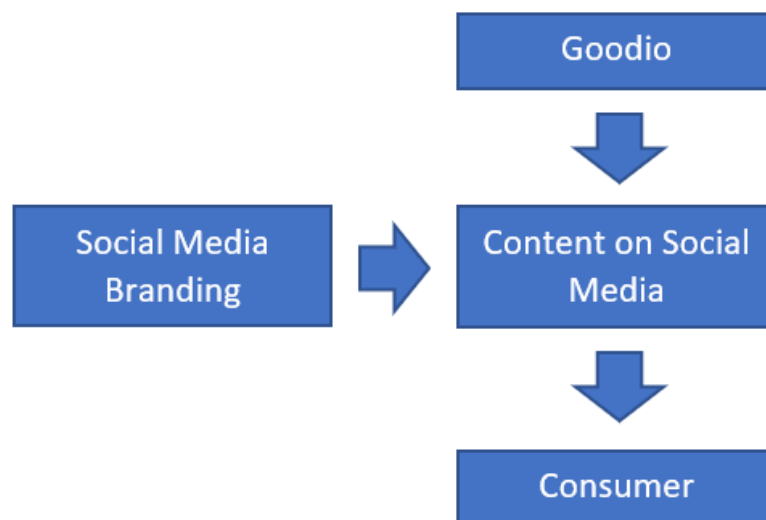 Goodio
Social Media
Branding
Content on Social
Media
Consumer